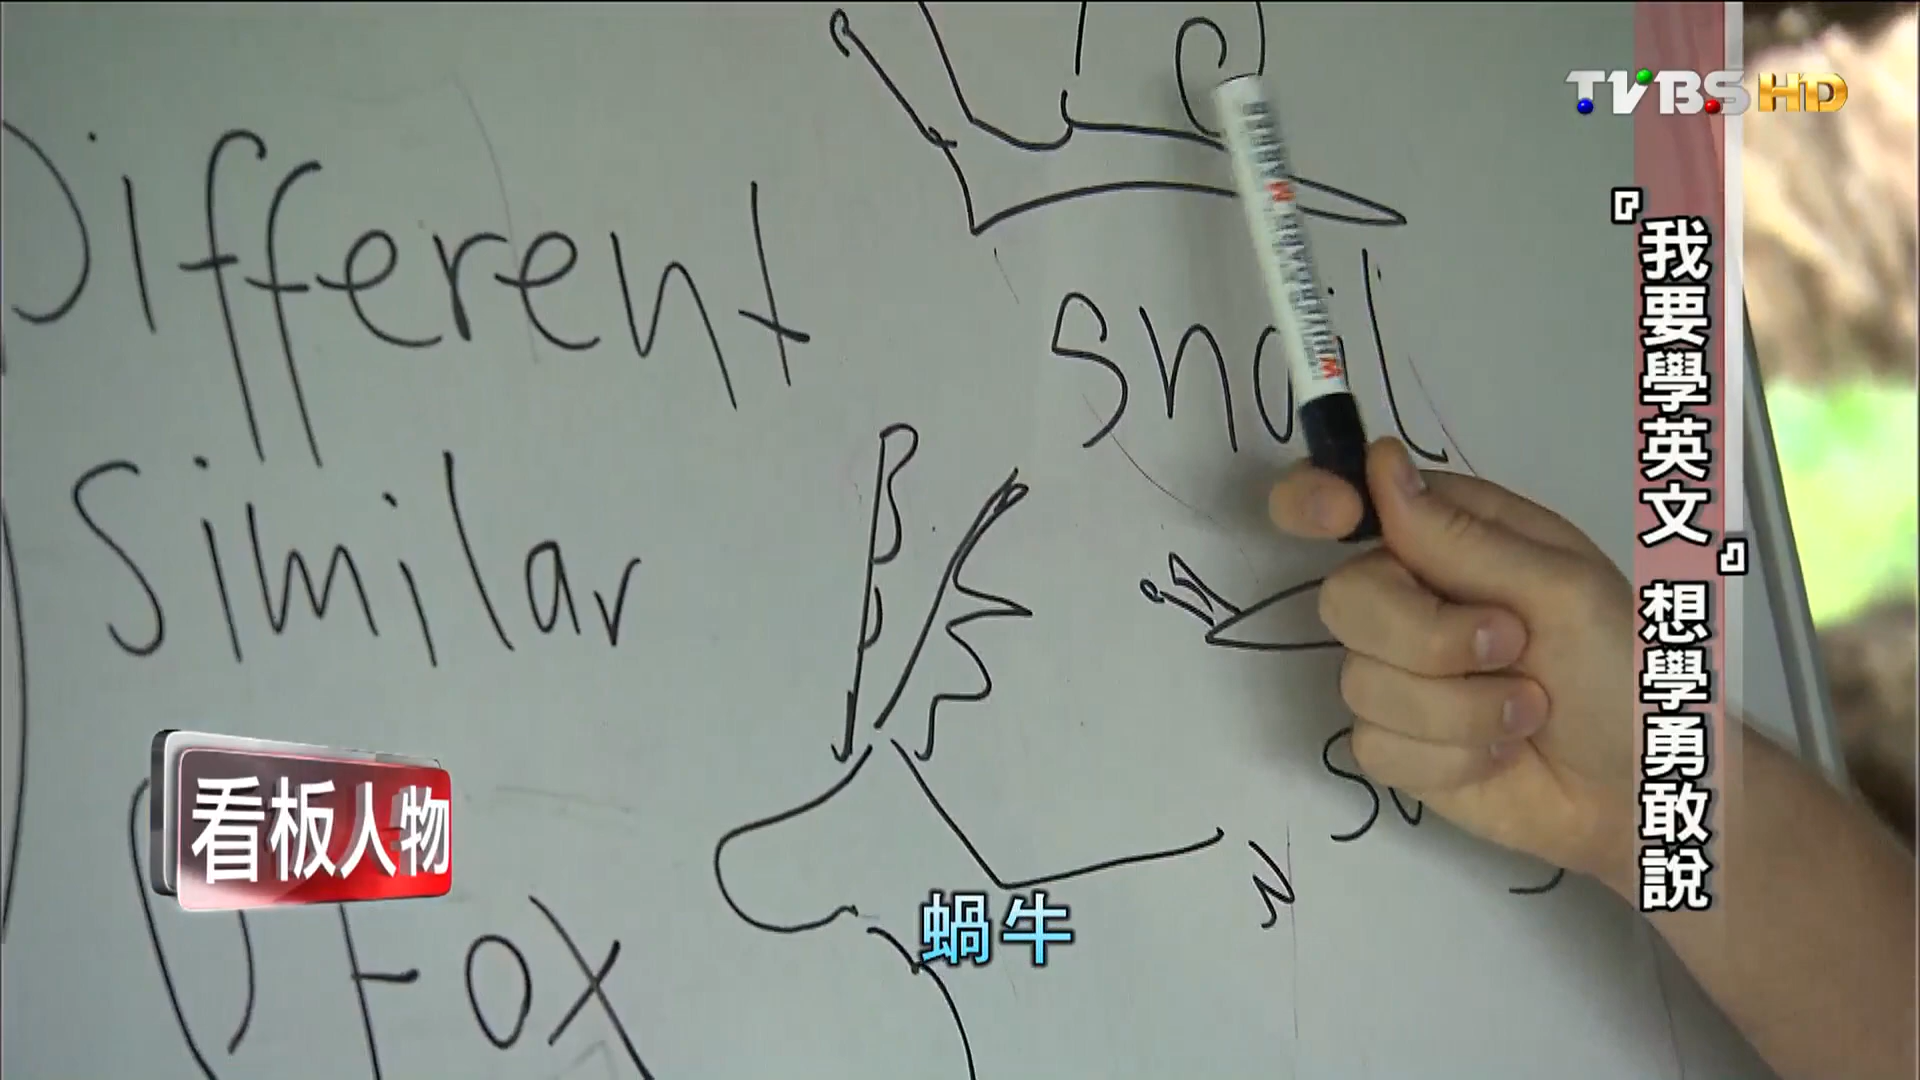 TVBS HD
『我要學英文』想學勇敢說
Different
Snail
Similar
看板人物
Fox
蝸牛